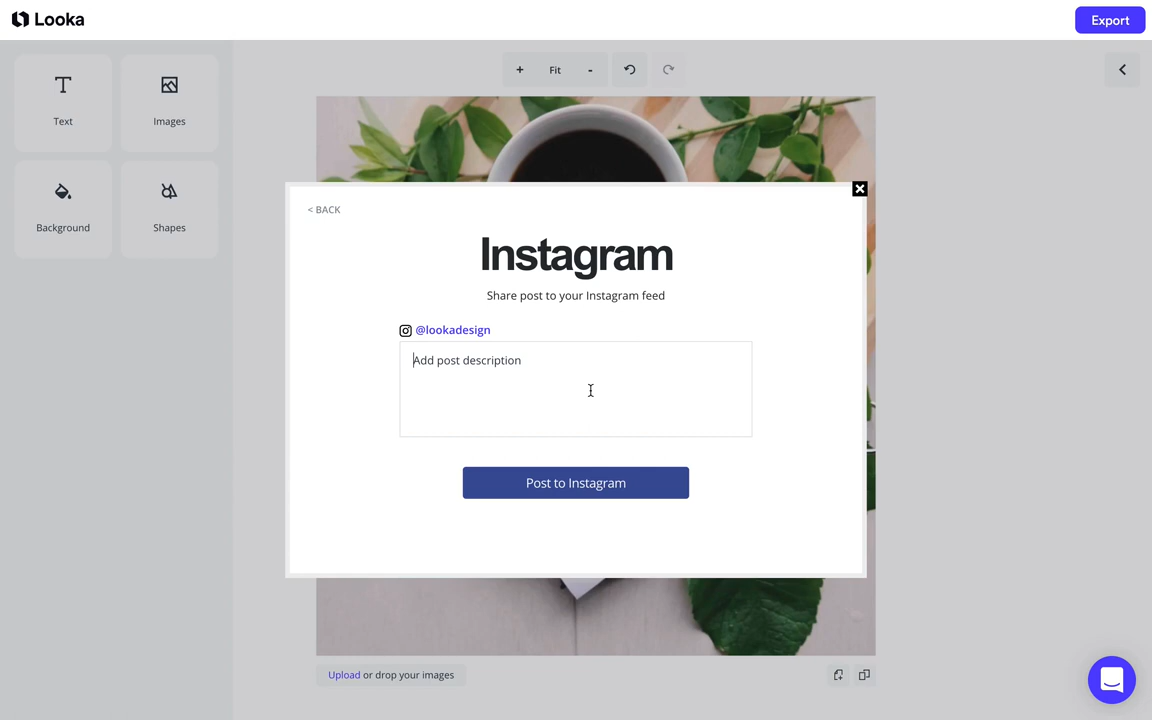 Looka
Export
+ Fit -
Text
Images
Background
Shapes
< BACK
Instagram
Share post to your Instagram feed
@lookadesign
Add post description
Post to Instagram
Upload or drop your images